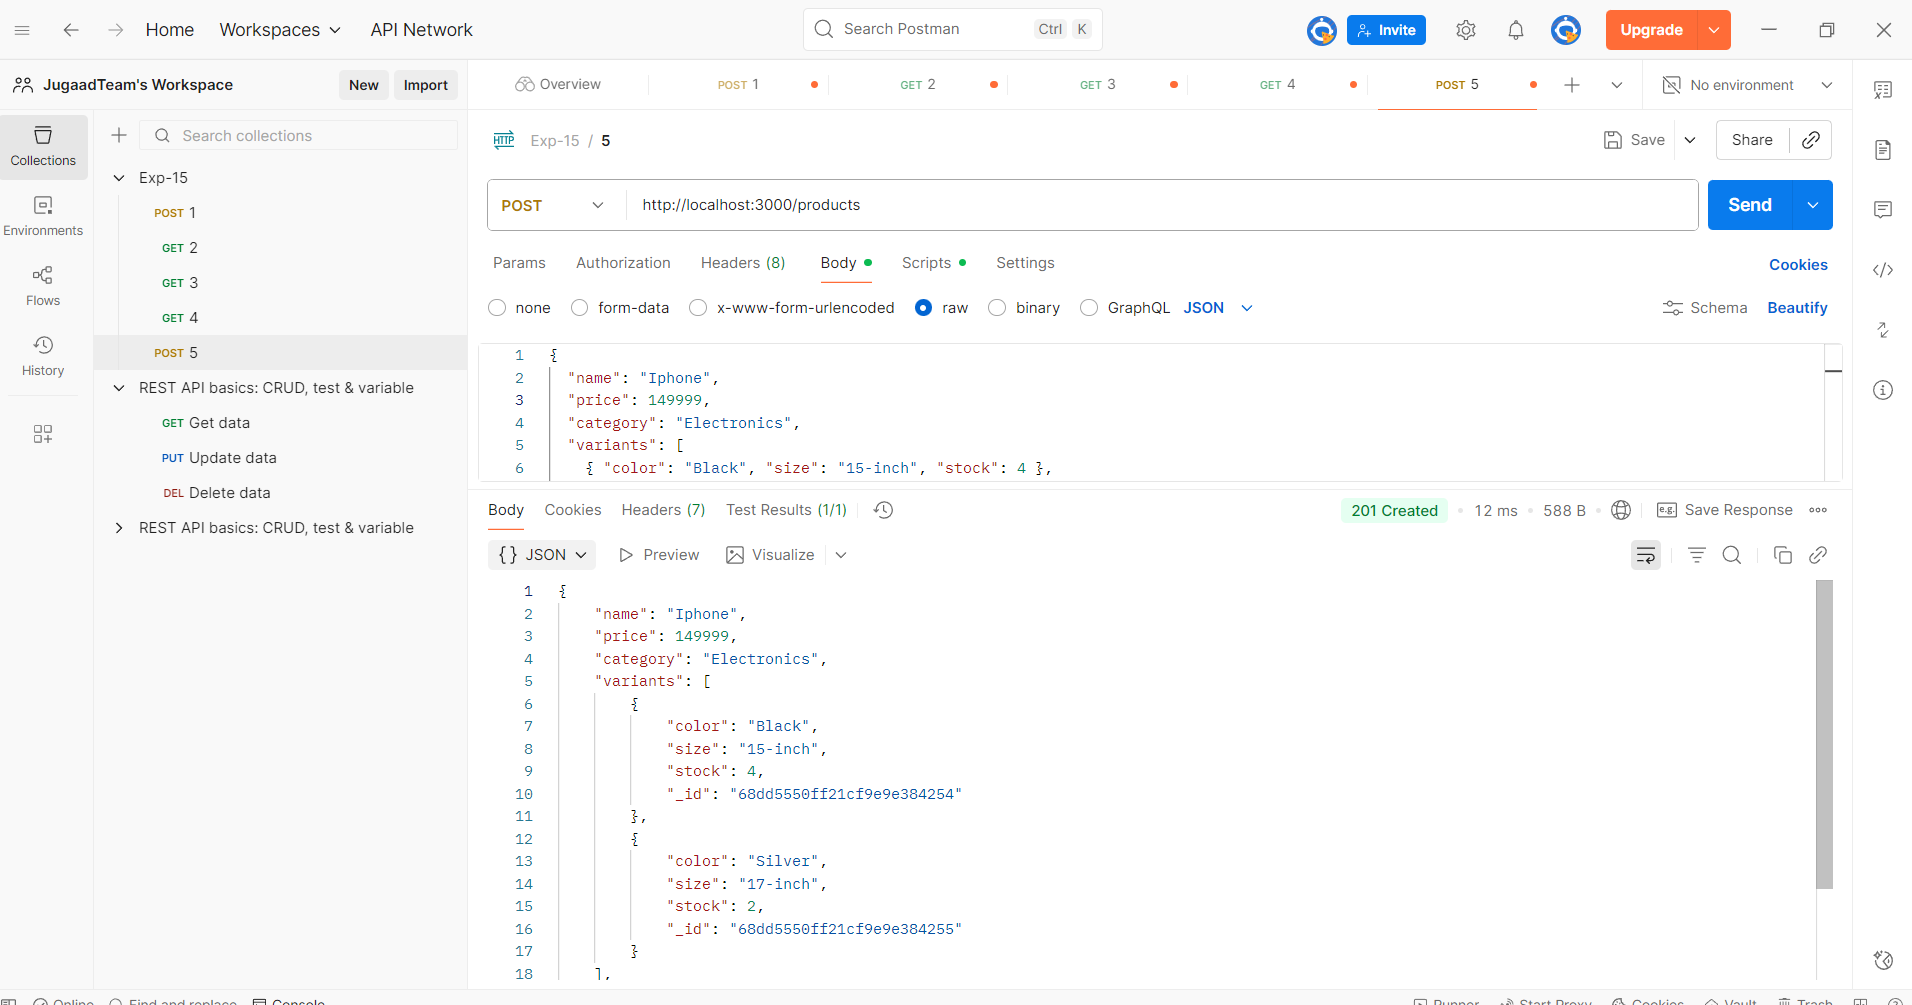 Home Workspaces API Network Search Postman Ctrl K Invite Upgrade
JugaadTeam's Workspace New Import
Overview POST 1 GET 2 GET 3 GET 4 POST 5 No environment
Collections
Environments
Flows
History
Search collections
Exp-15
POST 1
GET 2
GET 3
GET 4
POST 5
REST API basics: CRUD, test & variable
GET Get data
PUT Update data
DEL Delete data
REST API basics: CRUD, test & variable
HTTP Exp-15 / 5 Save Share
POST http://localhost:3000/products Send
Params Authorization Headers (8) Body Scripts Settings Cookies
none form-data x-www-form-urlencoded raw binary GraphQL JSON Schema Beautify
1 {
2 "name": "Iphone",
3 "price": 149999,
4 "category": "Electronics",
5 "variants": [
6 { "color": "Black", "size": "15-inch", "stock": 4 },
Body Cookies Headers (7) Test Results (1/1) 201 Created • 12 ms • 588 B • e.g. Save Response
{} JSON Preview Visualize
1 {
2 "name": "Iphone",
3 "price": 149999,
4 "category": "Electronics",
5 "variants": [
6 {
7 "color": "Black",
8 "size": "15-inch",
9 "stock": 4,
10 "_id": "68dd5550ff21cf9e9e384254"
11 },
12 {
13 "color": "Silver",
14 "size": "17-inch",
15 "stock": 2,
16 "_id": "68dd5550ff21cf9e9e384255"
17 }
18 ],
Online Find and replace Console Runner Start Proxy Cookies Vault Trash